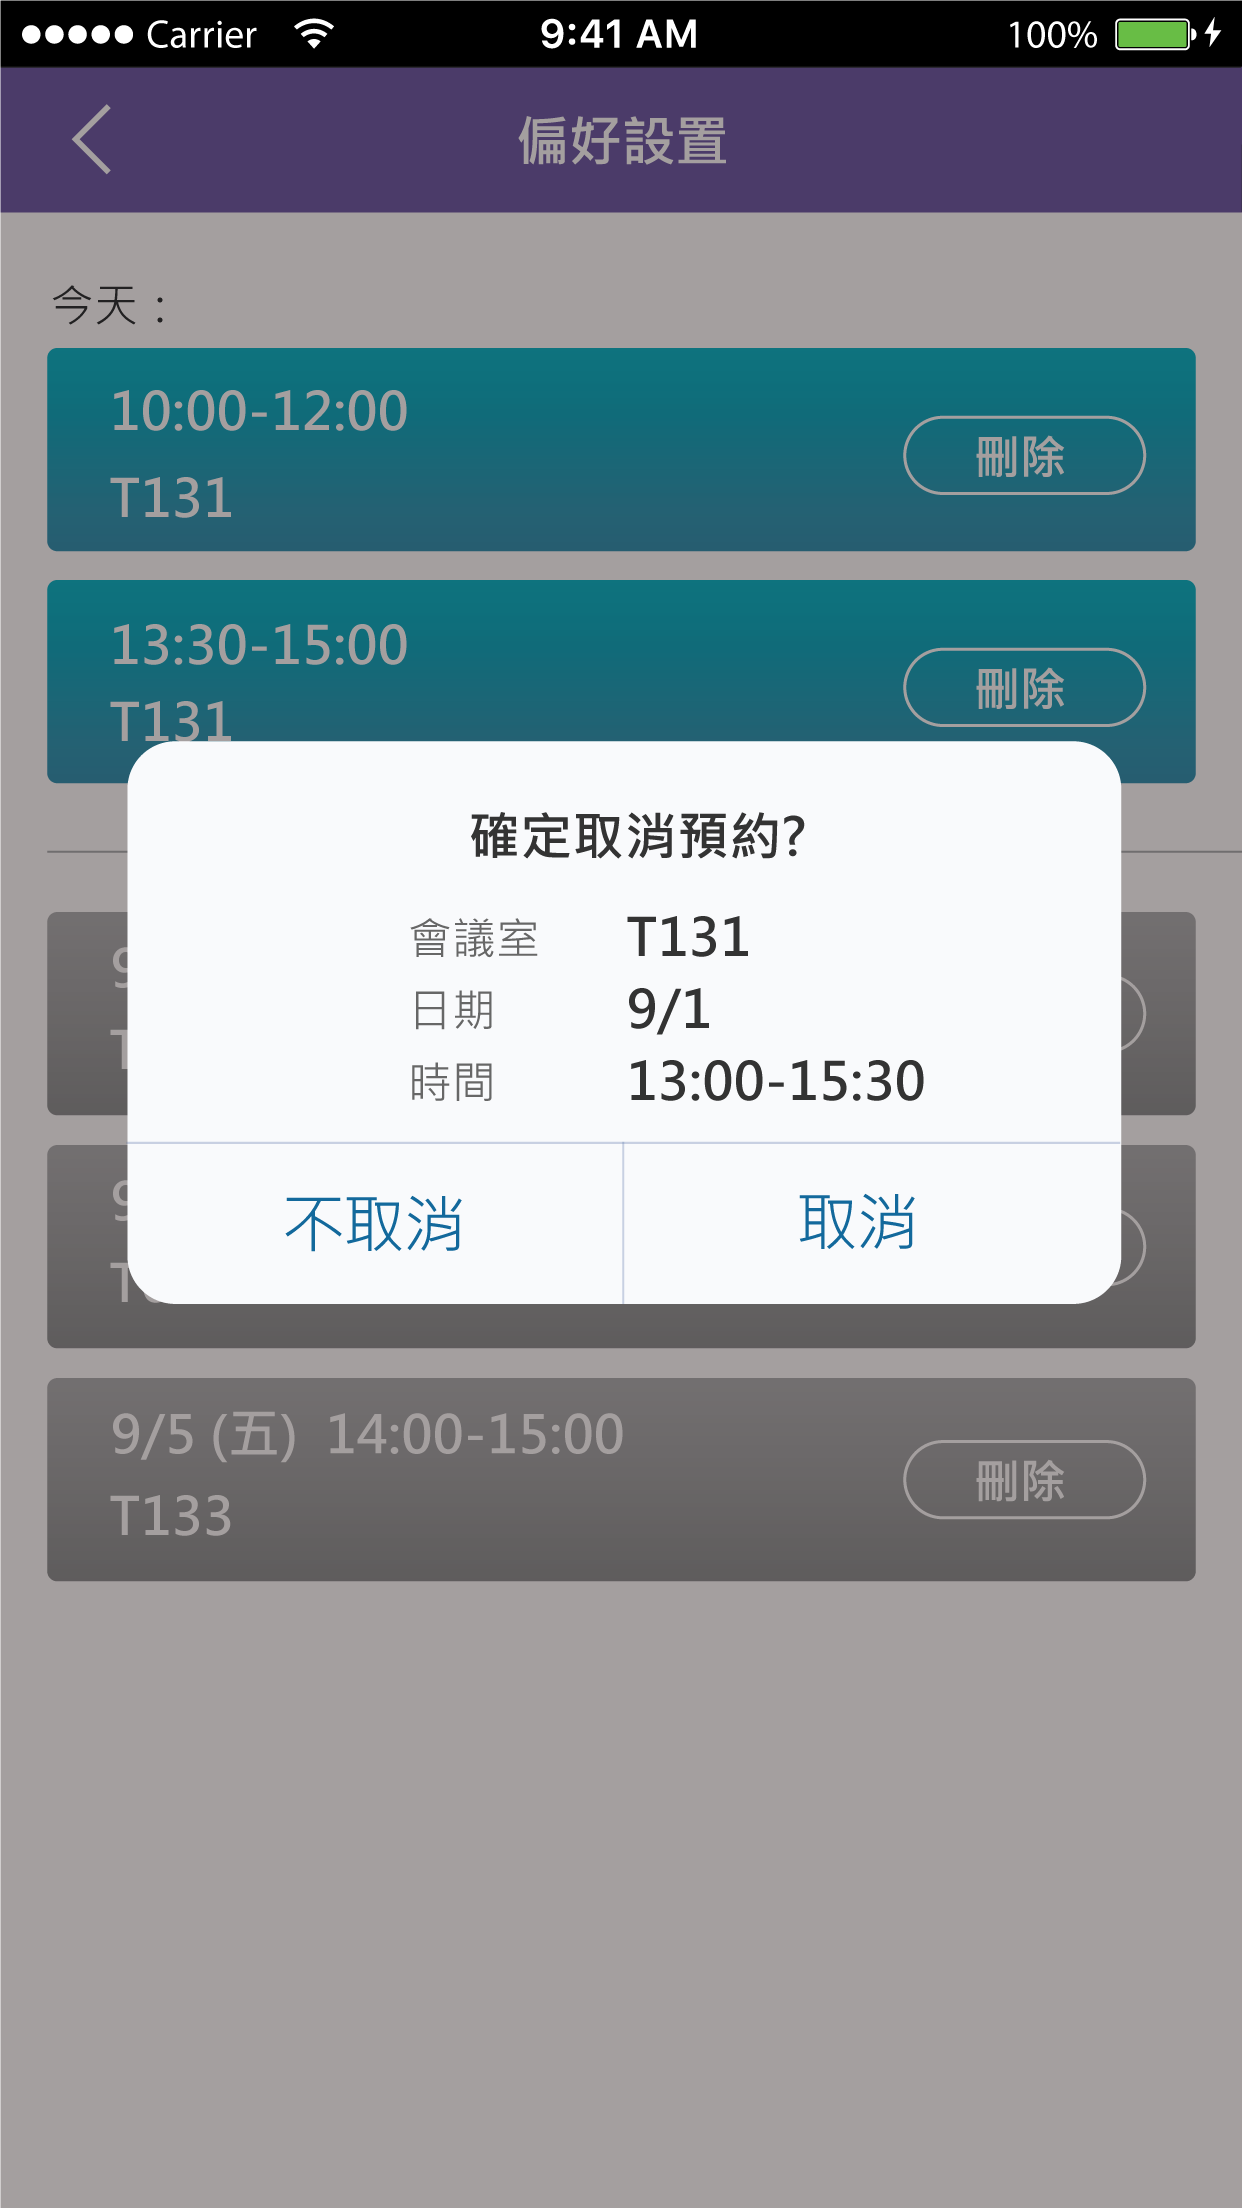 Carrier 9:41 AM 100%
偏好設置
今天：
10:00-12:00
刪除
T131
13:30-15:00
刪除
T131
確定取消預約?
會議室 T131
日期 9/1
時間 13:00-15:30
不取消 取消
9/5 (五) 14:00-15:00
刪除
T133